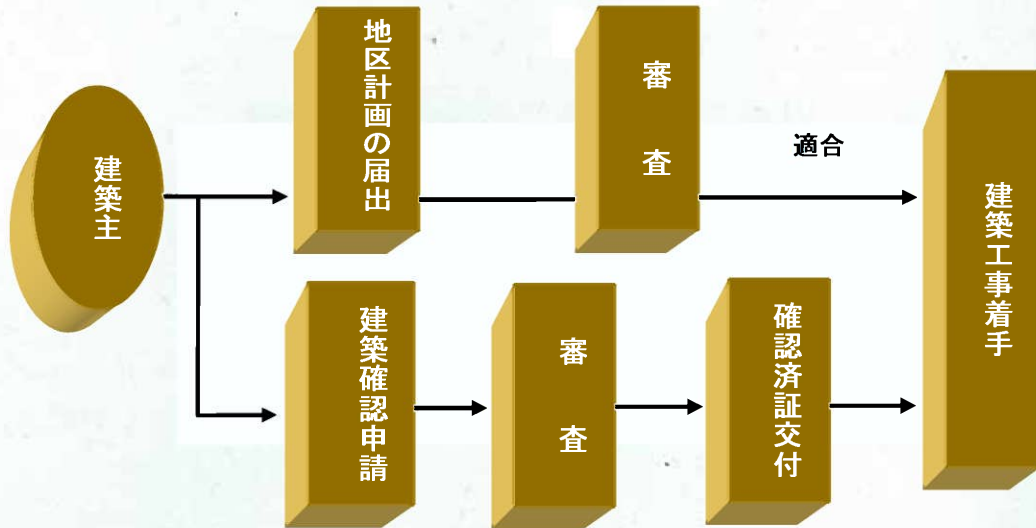 建築主
地区計画の届出
審査
適合
建築確認申請
審査
確認済証交付
建築工事着手